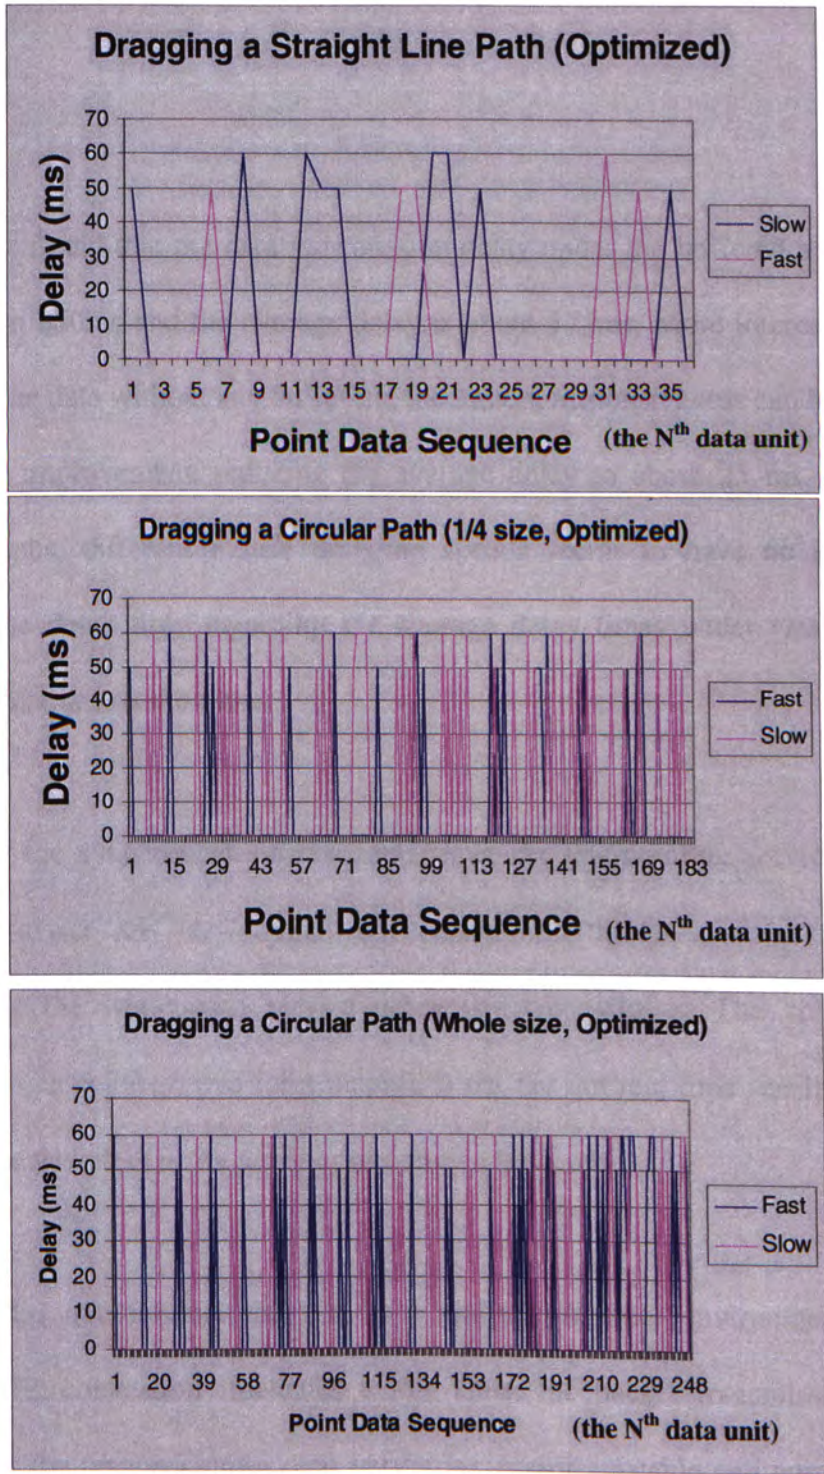 Dragging a Straight Line Path (Optimized)
70
60
50
40
30
20
10
0
Delay (ms)
1 3 5 7 9 11 13 15 17 19 21 23 25 27 29 31 33 35
Point Data Sequence (the Nth data unit)
Slow
Fast
Dragging a Circular Path (1/4 size, Optimized)
70
60
50
40
30
20
10
0
Delay (ms)
1 15 29 43 57 71 85 99 113 127 141 155 169 183
Point Data Sequence (the Nth data unit)
Fast
Slow
Dragging a Circular Path (Whole size, Optimized)
70
60
50
40
30
20
10
0
Delay (ms)
1 20 39 58 77 96 115 134 153 172 191 210 229 248
Point Data Sequence (the Nth data unit)
Fast
Slow